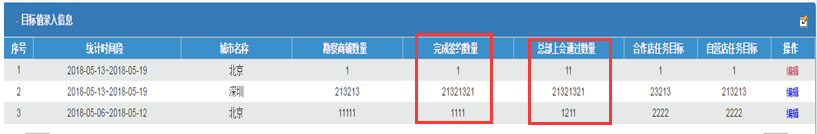 目标值录入信息
序号 统计时间段 城市名称 勘察商铺数量 完成签约数量 总部上会通过数量 合作店任务目标 自营店任务目标 操作
1 2018-05-13~2018-05-19 北京 1 1 11 1 1 编辑
2 2018-05-13~2018-05-19 深圳 213213 21321321 21321321 23213 213213 编辑
3 2018-05-06~2018-05-12 北京 11111 1111 1211 2222 2222 编辑